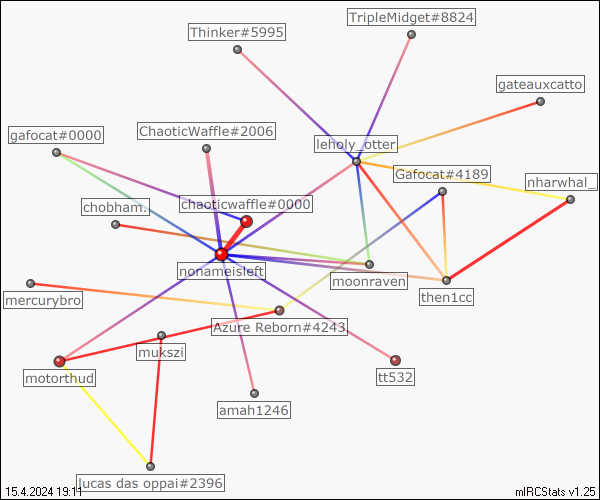 TripleMidget#8824
Thinker#5995
gateauxcatto
gafocat#0000
ChaoticWaffle#2006
leholy_otter
Gafocat#4189
nharwhal_
chobham.
chaoticwaffle#0000
nonameisleft
moonraven
then1cc
mercurybro
Azure Reborn#4243
mukszi
motorthud
tt532
amah1246
lucas das oppai#2396
15.4.2024 19:11
mIRCStats v1.25